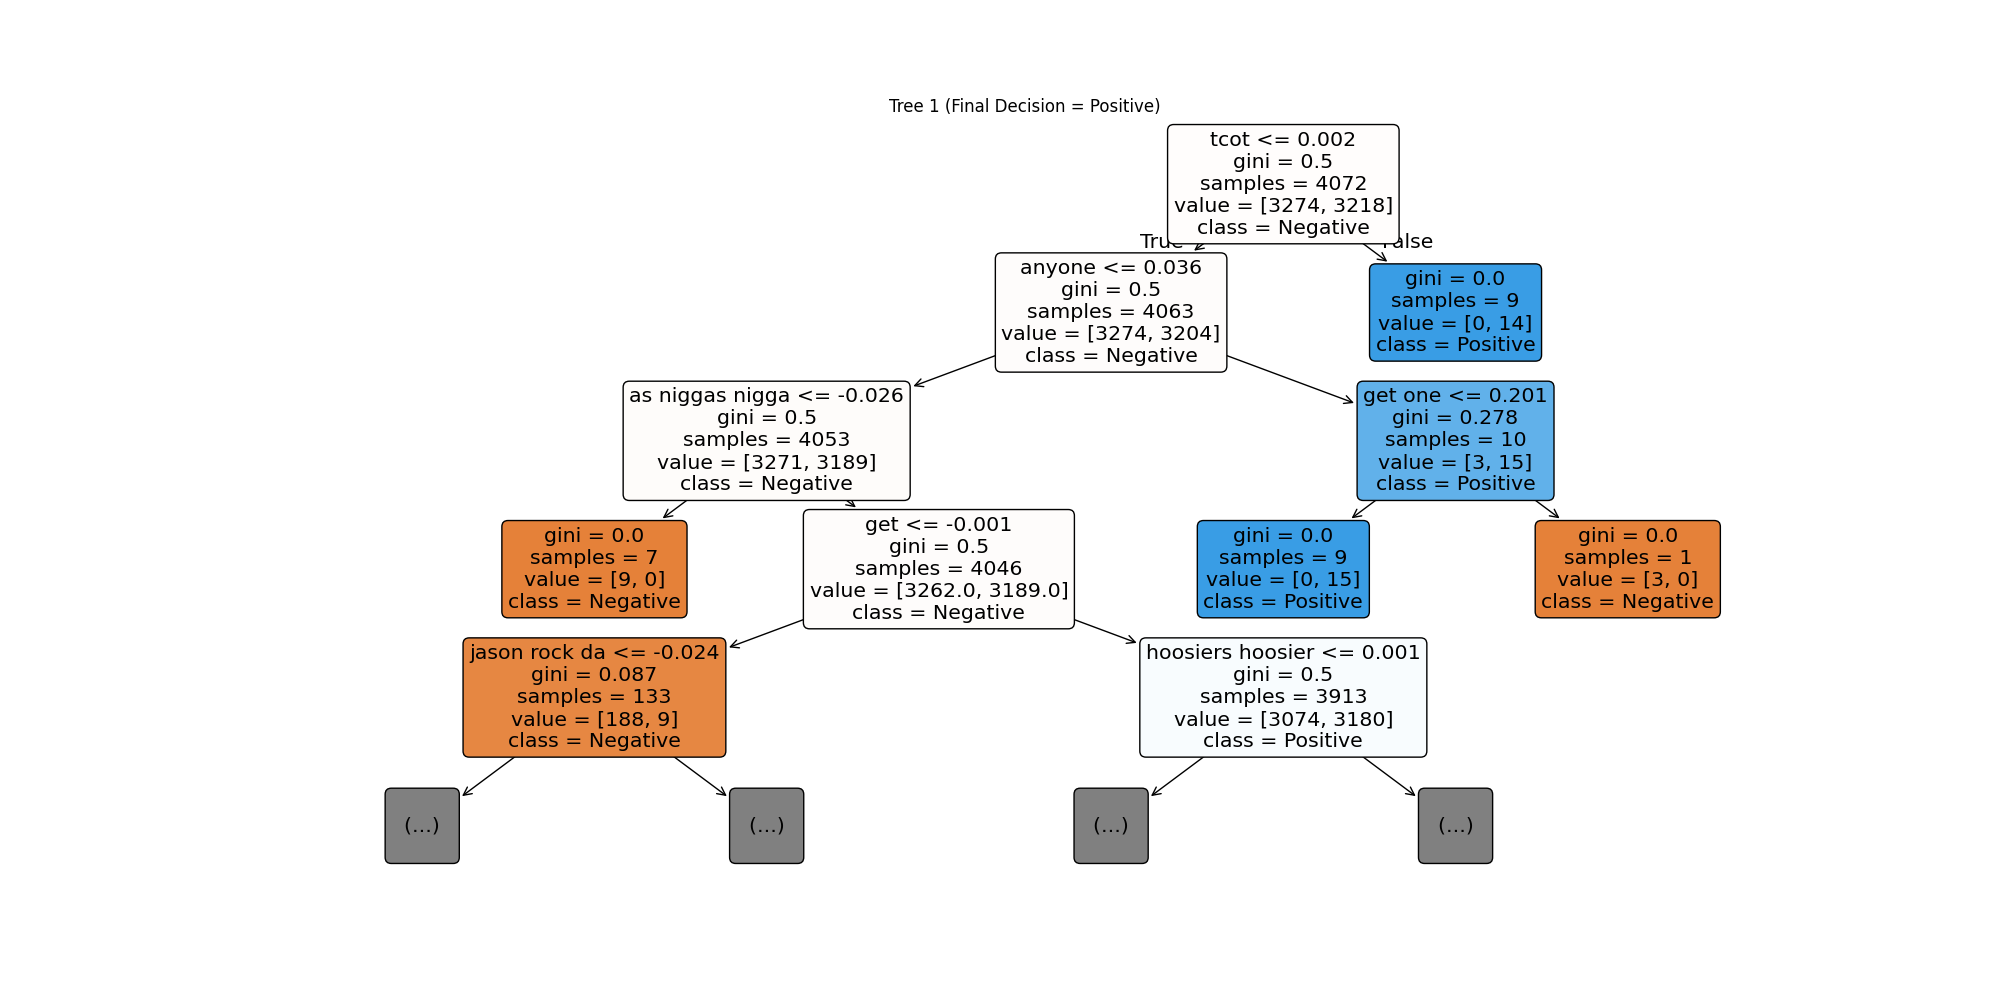 Tree 1 (Final Decision = Positive)
tcot <= 0.002
gini = 0.5
samples = 4072
value = [3274, 3218]
class = Negative
True
False
anyone <= 0.036
gini = 0.5
samples = 4063
value = [3274, 3204]
class = Negative
gini = 0.0
samples = 9
value = [0, 14]
class = Positive
as niggas nigga <= -0.026
gini = 0.5
samples = 4053
value = [3271, 3189]
class = Negative
get one <= 0.201
gini = 0.278
samples = 10
value = [3, 15]
class = Positive
gini = 0.0
samples = 7
value = [9, 0]
class = Negative
get <= -0.001
gini = 0.5
samples = 4046
value = [3262.0, 3189.0]
class = Negative
gini = 0.0
samples = 9
value = [0, 15]
class = Positive
gini = 0.0
samples = 1
value = [3, 0]
class = Negative
jason rock da <= -0.024
gini = 0.087
samples = 133
value = [188, 9]
class = Negative
hoosiers hoosier <= 0.001
gini = 0.5
samples = 3913
value = [3074, 3180]
class = Positive
(...)
(...)
(...)
(...)